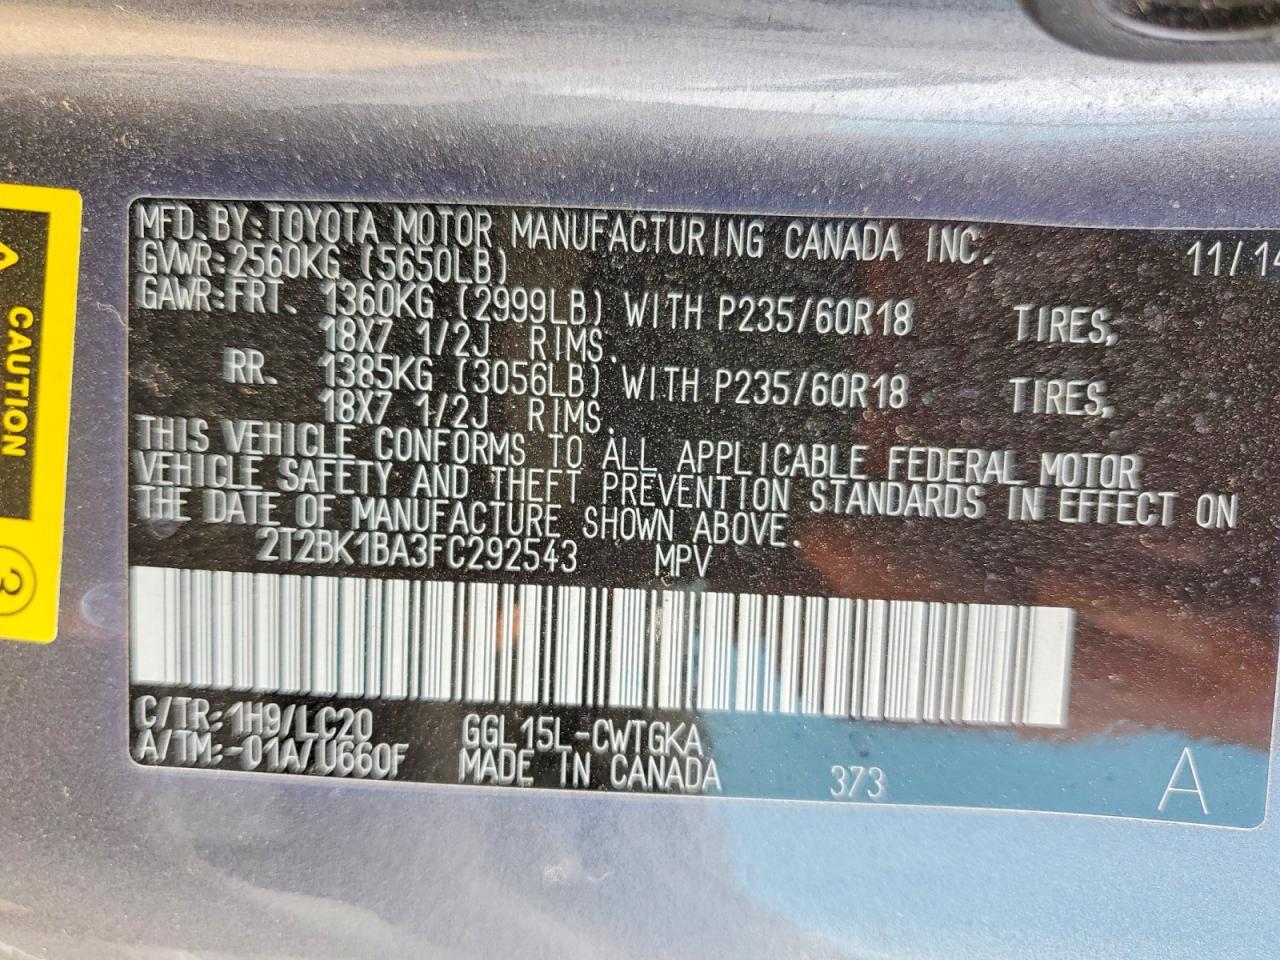 MFD.BY:TOYOTA MOTOR MANUFACTURING CANADA INC. 11/14
GVWR:2560KG (5650LB)
GAWR:FRT. 1360KG (2999LB) WITH P235/60R18 TIRES,
18X7 1/2J RIMS.
RR. 1385KG (3056LB) WITH P235/60R18 TIRES,
18X7 1/2J RIMS.
THIS VEHICLE CONFORMS TO ALL APPLICABLE FEDERAL MOTOR
VEHICLE SAFETY AND THEFT PREVENTION STANDARDS IN EFFECT ON
THE DATE OF MANUFACTURE SHOWN ABOVE.
2T2BK1BA3FC292543 MPV
C/TR:1H9/LC20 GGL15L-CWTGKA
A/TM:-01A/U660F MADE IN CANADA 373 A
CAUTION
3